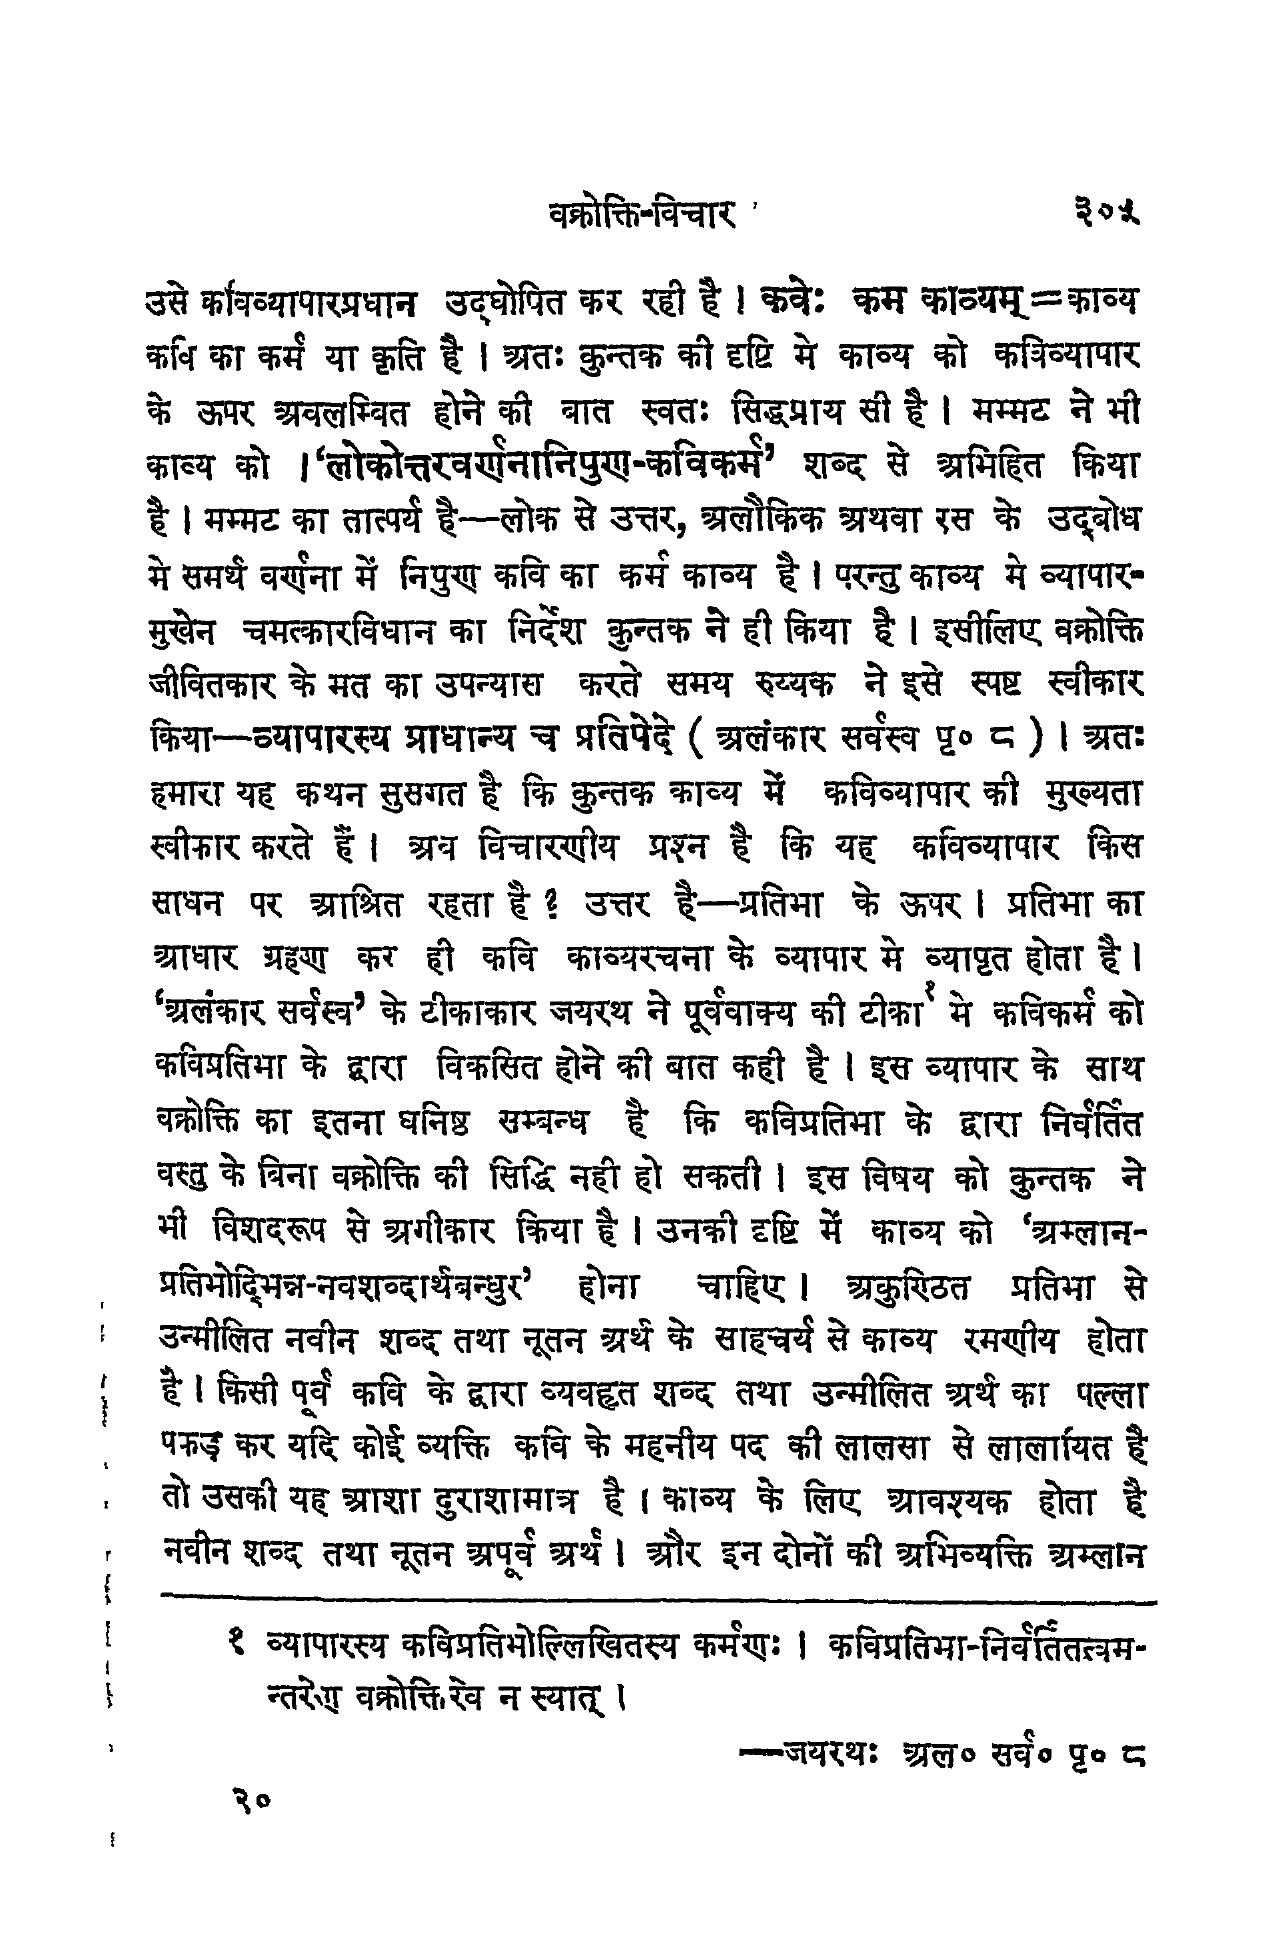 वक्रोक्ति-विचार
३०५
उसे कविव्यापारप्रधान उद्घोषित कर रही है । कवेः कम काव्यम्=काव्य
कवि का कर्म या कृति है । अतः कुन्तक की दृष्टि मे काव्य को कविव्यापार
के ऊपर अवलम्बित होने की बात स्वतः सिद्धप्राय सी है । मम्मट ने भी
काव्य को ।‘लोकोत्तरवर्णनानिपुण-कविकर्म’ शब्द से अभिहित किया
है । मम्मट का तात्पर्य है—लोक से उत्तर, अलौकिक अथवा रस के उद्बोध
मे समर्थ वर्णना में निपुण कवि का कर्म काव्य है । परन्तु काव्य मे व्यापार-
मुखेन चमत्कारविधान का निर्देश कुन्तक ने ही किया है । इसीलिए वक्रोक्ति
जीवितकार के मत का उपन्यास करते समय रुय्यक ने इसे स्पष्ट स्वीकार
किया—व्यापारस्य प्राधान्य च प्रतिपेदे ( अलंकार सर्वस्व पृ० ८ ) । अतः
हमारा यह कथन सुसगत है कि कुन्तक काव्य में कविव्यापार की मुख्यता
स्वीकार करते हैं । अब विचारणीय प्रश्न है कि यह कविव्यापार किस
साधन पर आश्रित रहता है ? उत्तर है—प्रतिभा के ऊपर । प्रतिभा का
आधार ग्रहण कर ही कवि काव्यरचना के व्यापार मे व्यापृत होता है ।
‘अलंकार सर्वस्व’ के टीकाकार जयरथ ने पूर्ववाक्य की टीका१ मे कविकर्म को
कविप्रतिभा के द्वारा विकसित होने की बात कही है । इस व्यापार के साथ
वक्रोक्ति का इतना घनिष्ठ सम्बन्ध है कि कविप्रतिभा के द्वारा निर्वर्तित
वस्तु के बिना वक्रोक्ति की सिद्धि नही हो सकती । इस विषय को कुन्तक ने
भी विशदरूप से अगीकार किया है । उनकी दृष्टि में काव्य को ‘अम्लान-
प्रतिभोद्भिन्न-नवशब्दार्थबन्धुर’ होना चाहिए । अकुण्ठित प्रतिभा से
उन्मीलित नवीन शब्द तथा नूतन अर्थ के साहचर्य से काव्य रमणीय होता
है । किसी पूर्व कवि के द्वारा व्यवहृत शब्द तथा उन्मीलित अर्थ का पल्ला
पकड़ कर यदि कोई व्यक्ति कवि के महनीय पद की लालसा से लालायित है
तो उसकी यह आशा दुराशामात्र है । काव्य के लिए आवश्यक होता है
नवीन शब्द तथा नूतन अपूर्व अर्थ । और इन दोनों की अभिव्यक्ति अम्लान
१ व्यापारस्य कविप्रतिभोल्लिखितस्य कर्मणः । कविप्रतिभा-निर्वर्तितत्वम-
न्तरेण वक्रोक्तिरेव न स्यात् ।
—जयरथः अल० सर्व० पृ० ८
२०